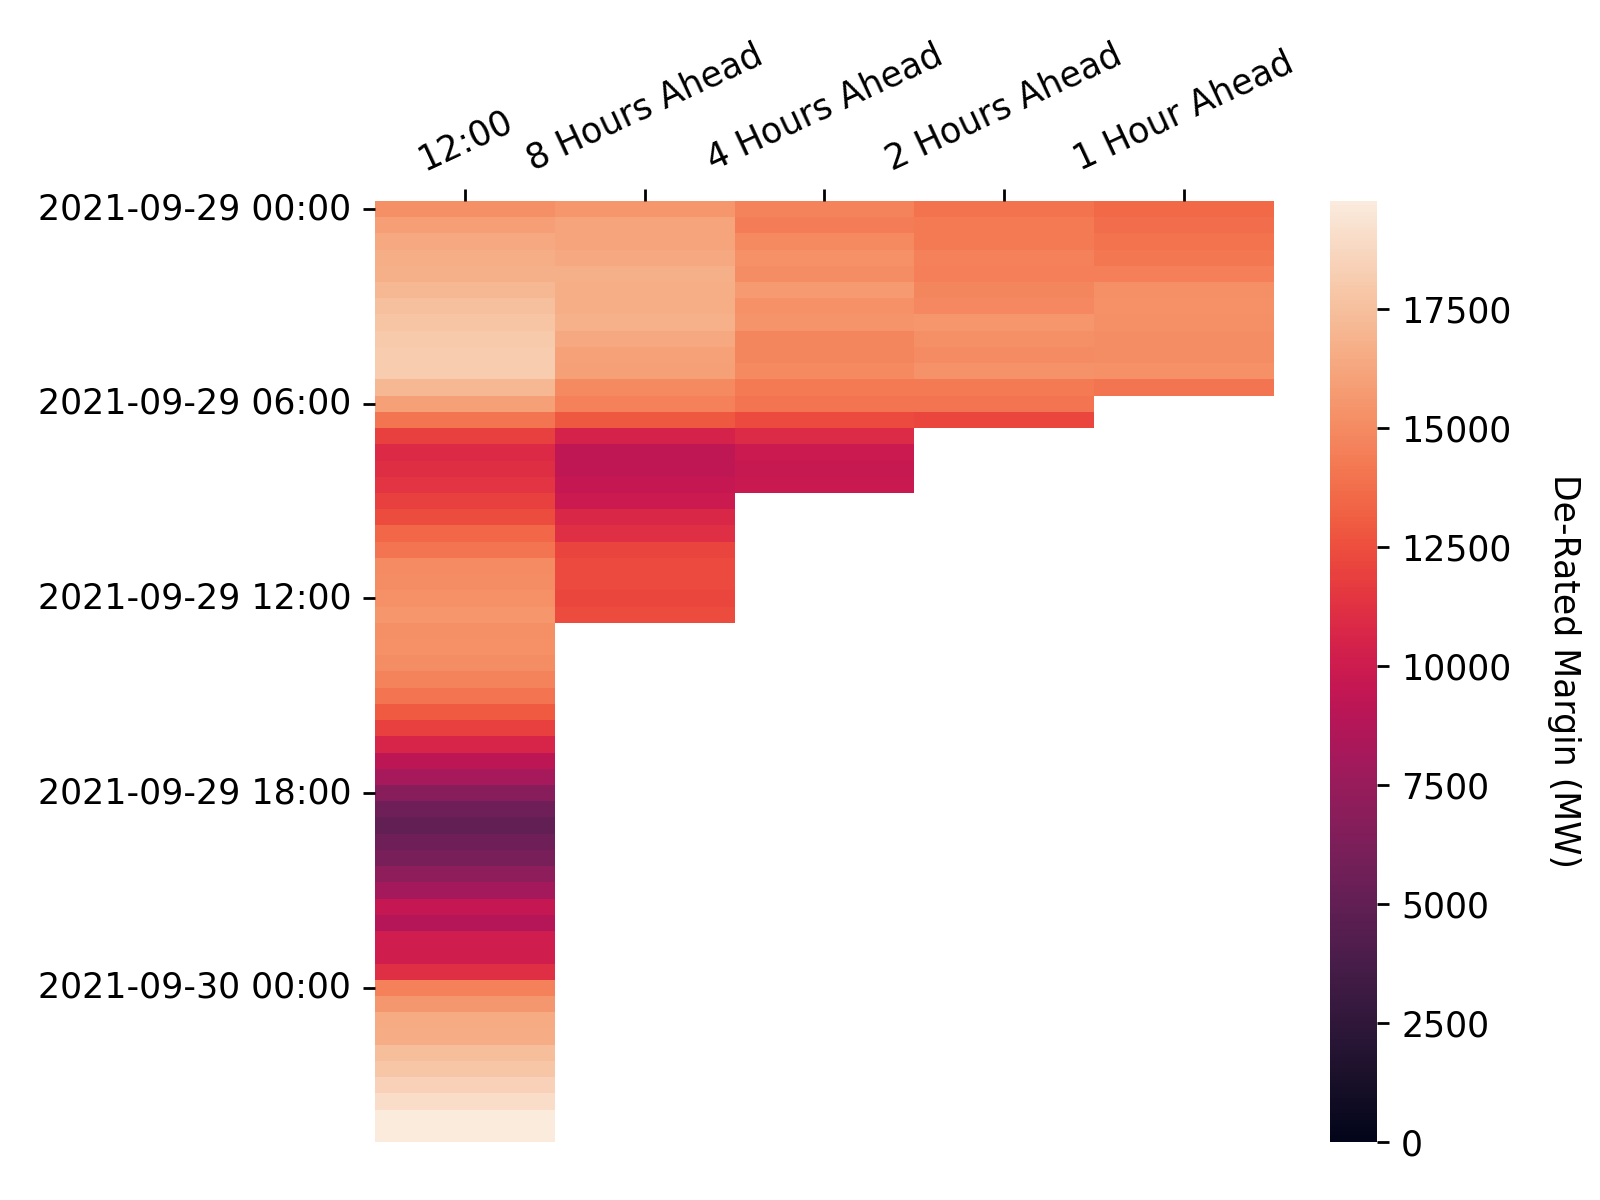 12:00
8 Hours Ahead
4 Hours Ahead
2 Hours Ahead
1 Hour Ahead
2021-09-29 00:00
2021-09-29 06:00
2021-09-29 12:00
2021-09-29 18:00
2021-09-30 00:00
17500
15000
12500
10000
7500
5000
2500
0
De-Rated Margin (MW)